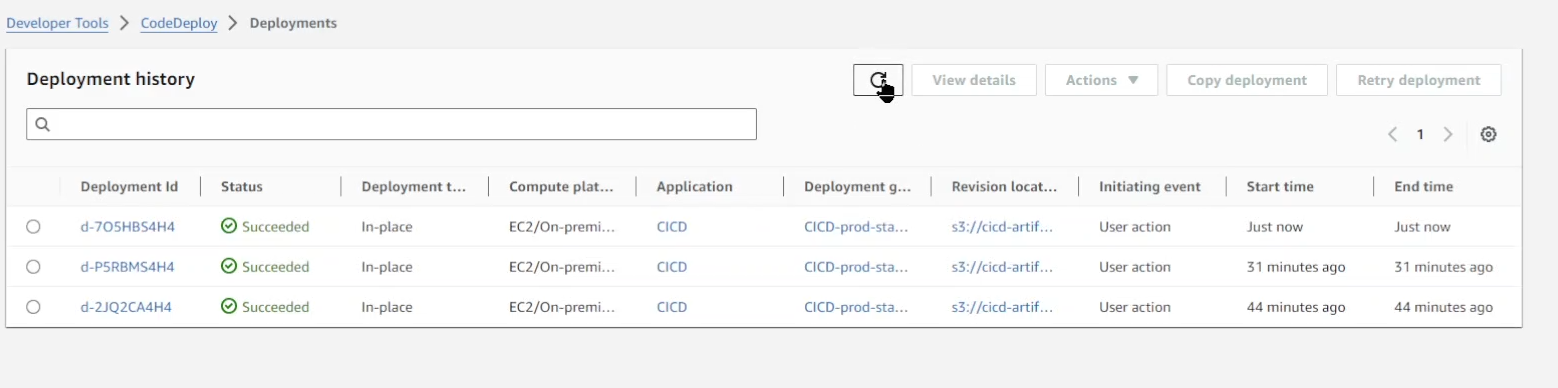 Developer Tools > CodeDeploy > Deployments
Deployment history
View details Actions Copy deployment Retry deployment
1
Deployment Id Status Deployment t... Compute plat... Application Deployment g... Revision locat... Initiating event Start time End time
d-7O5HBS4H4 Succeeded In-place EC2/On-premi... CICD CICD-prod-sta... s3://cicd-artif... User action Just now Just now
d-P5RBMS4H4 Succeeded In-place EC2/On-premi... CICD CICD-prod-sta... s3://cicd-artif... User action 31 minutes ago 31 minutes ago
d-2JQ2CA4H4 Succeeded In-place EC2/On-premi... CICD CICD-prod-sta... s3://cicd-artif... User action 44 minutes ago 44 minutes ago